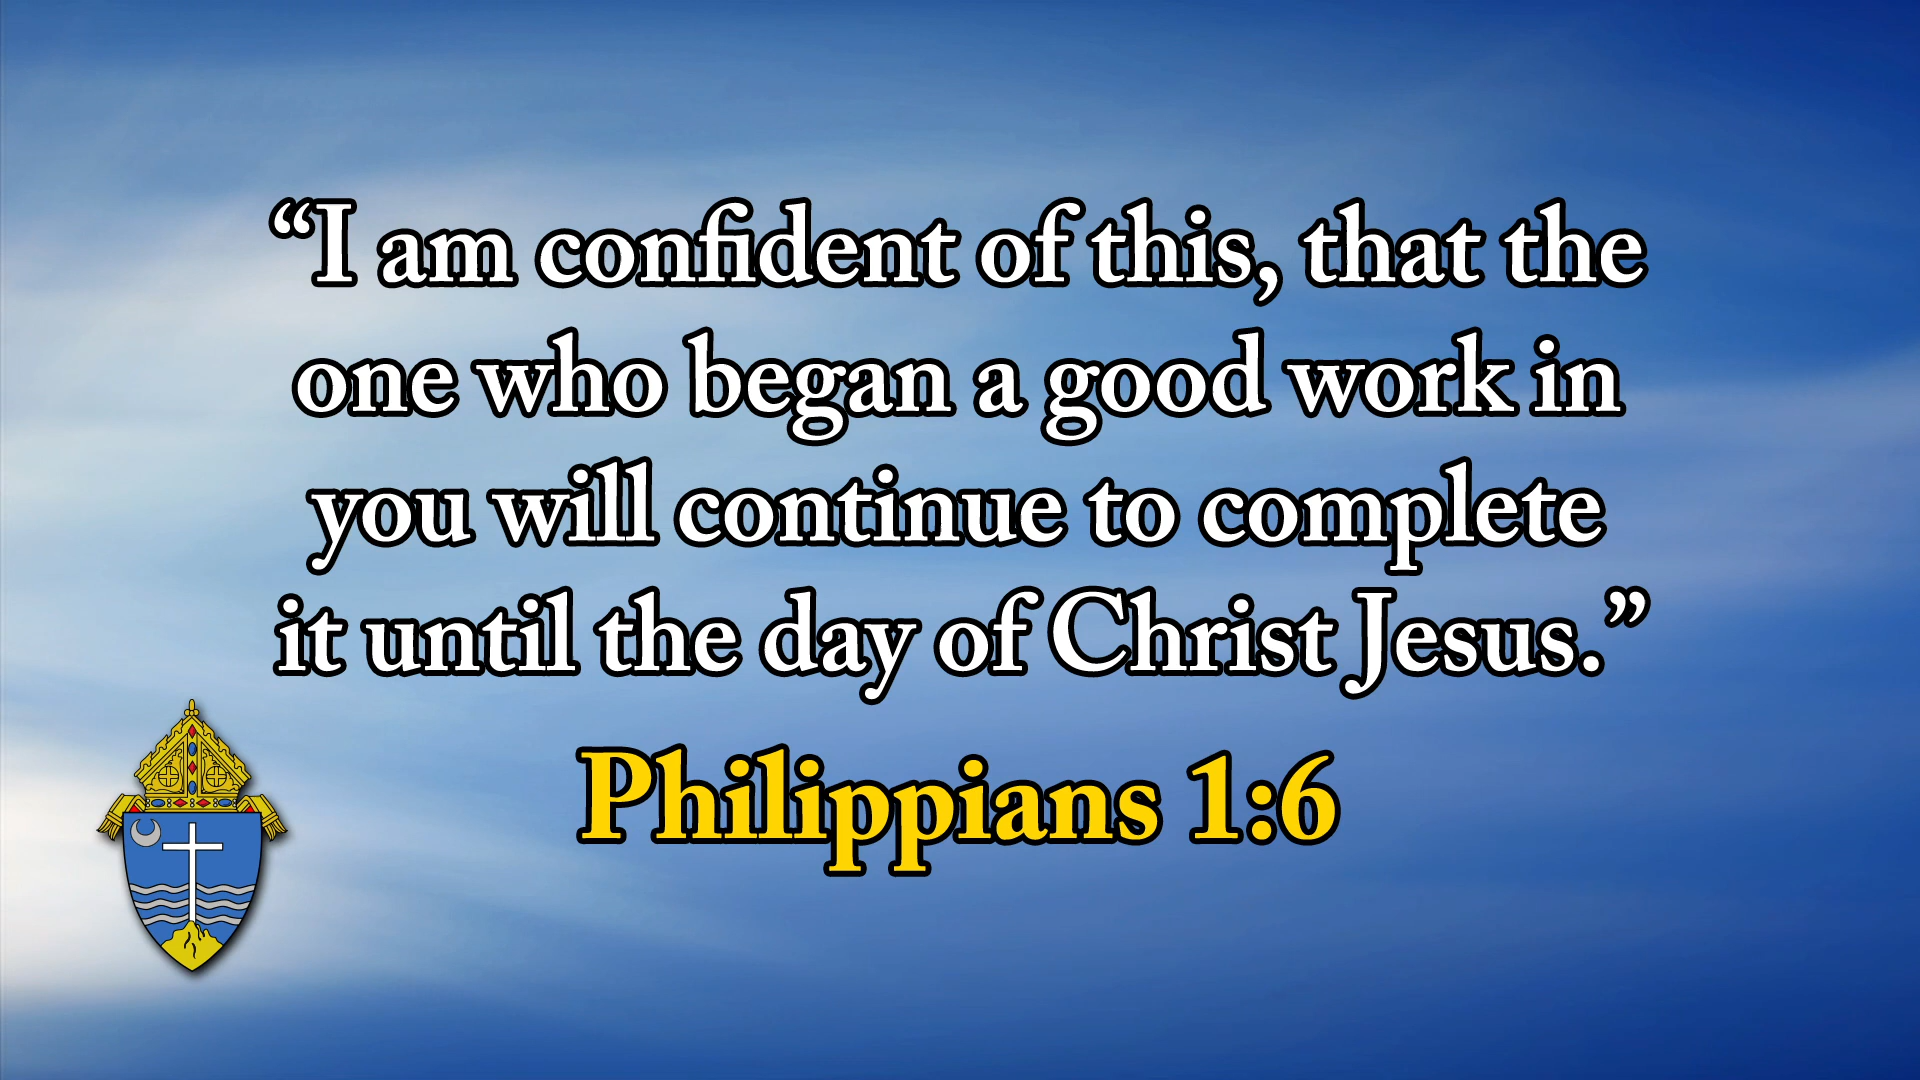 “I am confident of this, that the
one who began a good work in
you will continue to complete
it until the day of Christ Jesus.”
Philippians 1:6